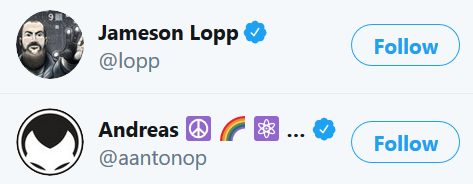 Jameson Lopp
@lopp
Follow
Andreas ☮ 🌈 ⚛ ...
@aantonop
Follow